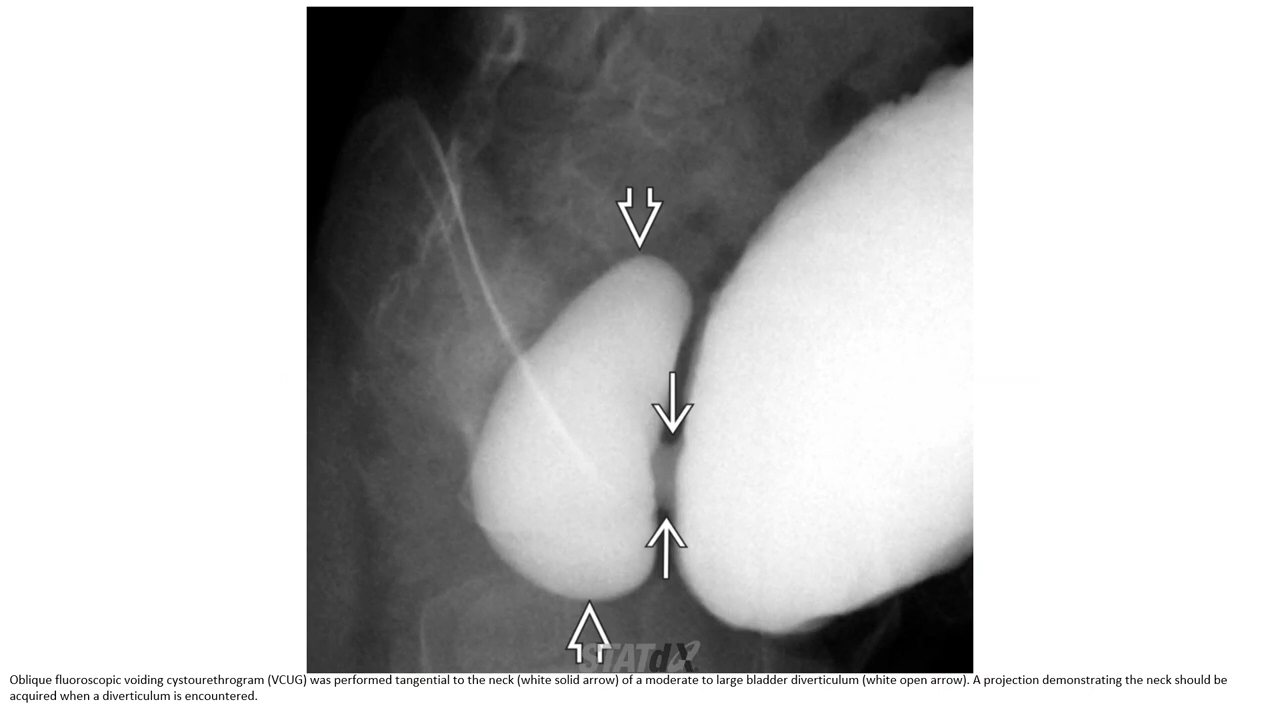 STATdX
Oblique fluoroscopic voiding cystourethrogram (VCUG) was performed tangential to the neck (white solid arrow) of a moderate to large bladder diverticulum (white open arrow). A projection demonstrating the neck should be
acquired when a diverticulum is encountered.